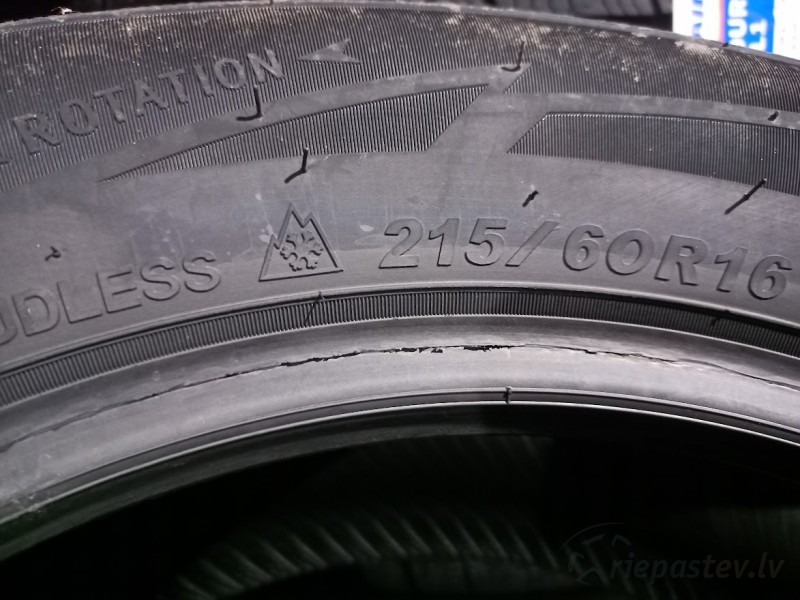 ROTATION
UDLESS 215/60R16
riepastev.lv